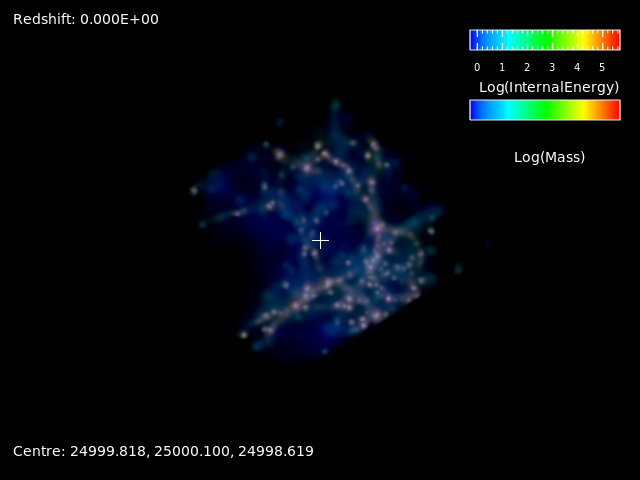 Redshift: 0.000E+00
0 1 2 3 4 5
Log(InternalEnergy)
Log(Mass)
Centre: 24999.818, 25000.100, 24998.619